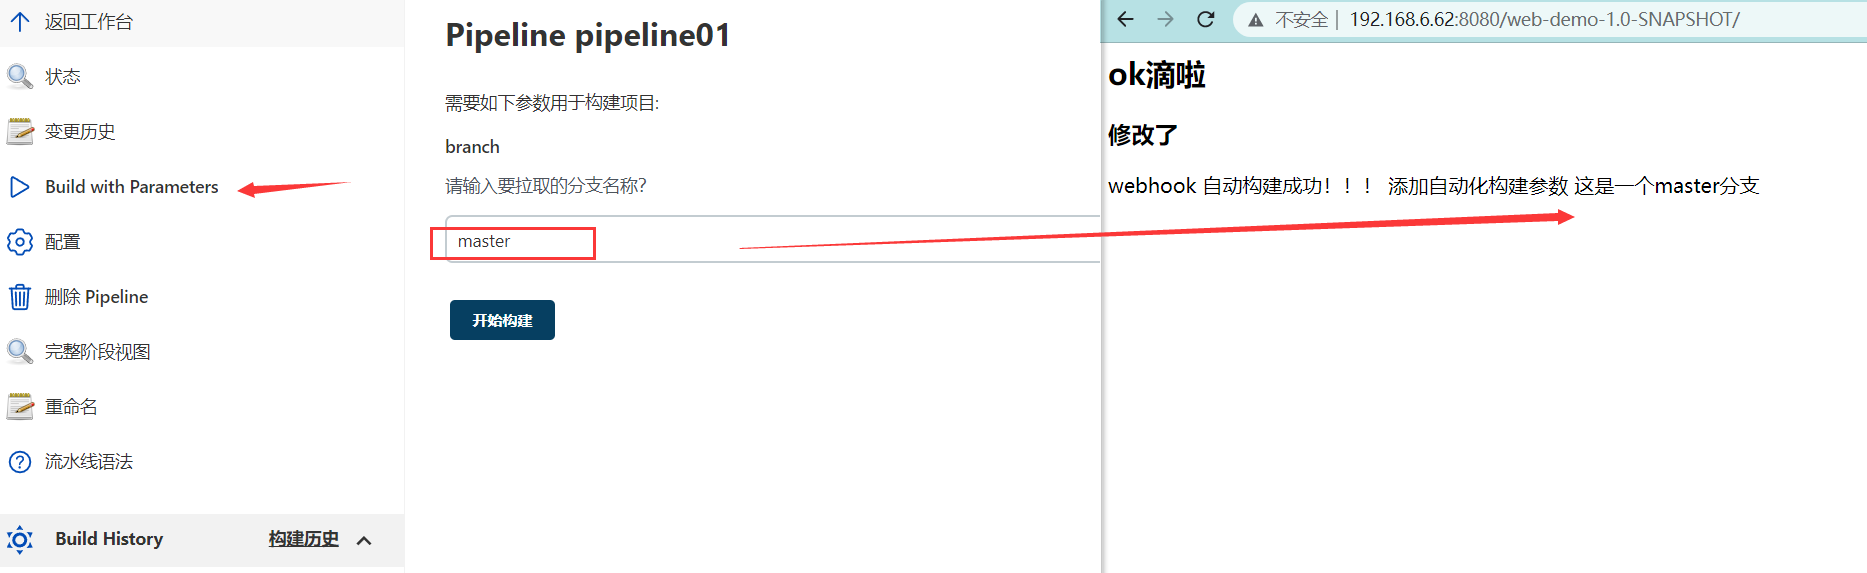 返回工作台
状态
变更历史
Build with Parameters
配置
删除 Pipeline
完整阶段视图
重命名
流水线语法
Build History 构建历史
Pipeline pipeline01
需要如下参数用于构建项目:
branch
请输入要拉取的分支名称?
master
开始构建
不安全 | 192.168.6.62:8080/web-demo-1.0-SNAPSHOT/
ok滴啦
修改了
webhook 自动构建成功！！！ 添加自动化构建参数 这是一个master分支